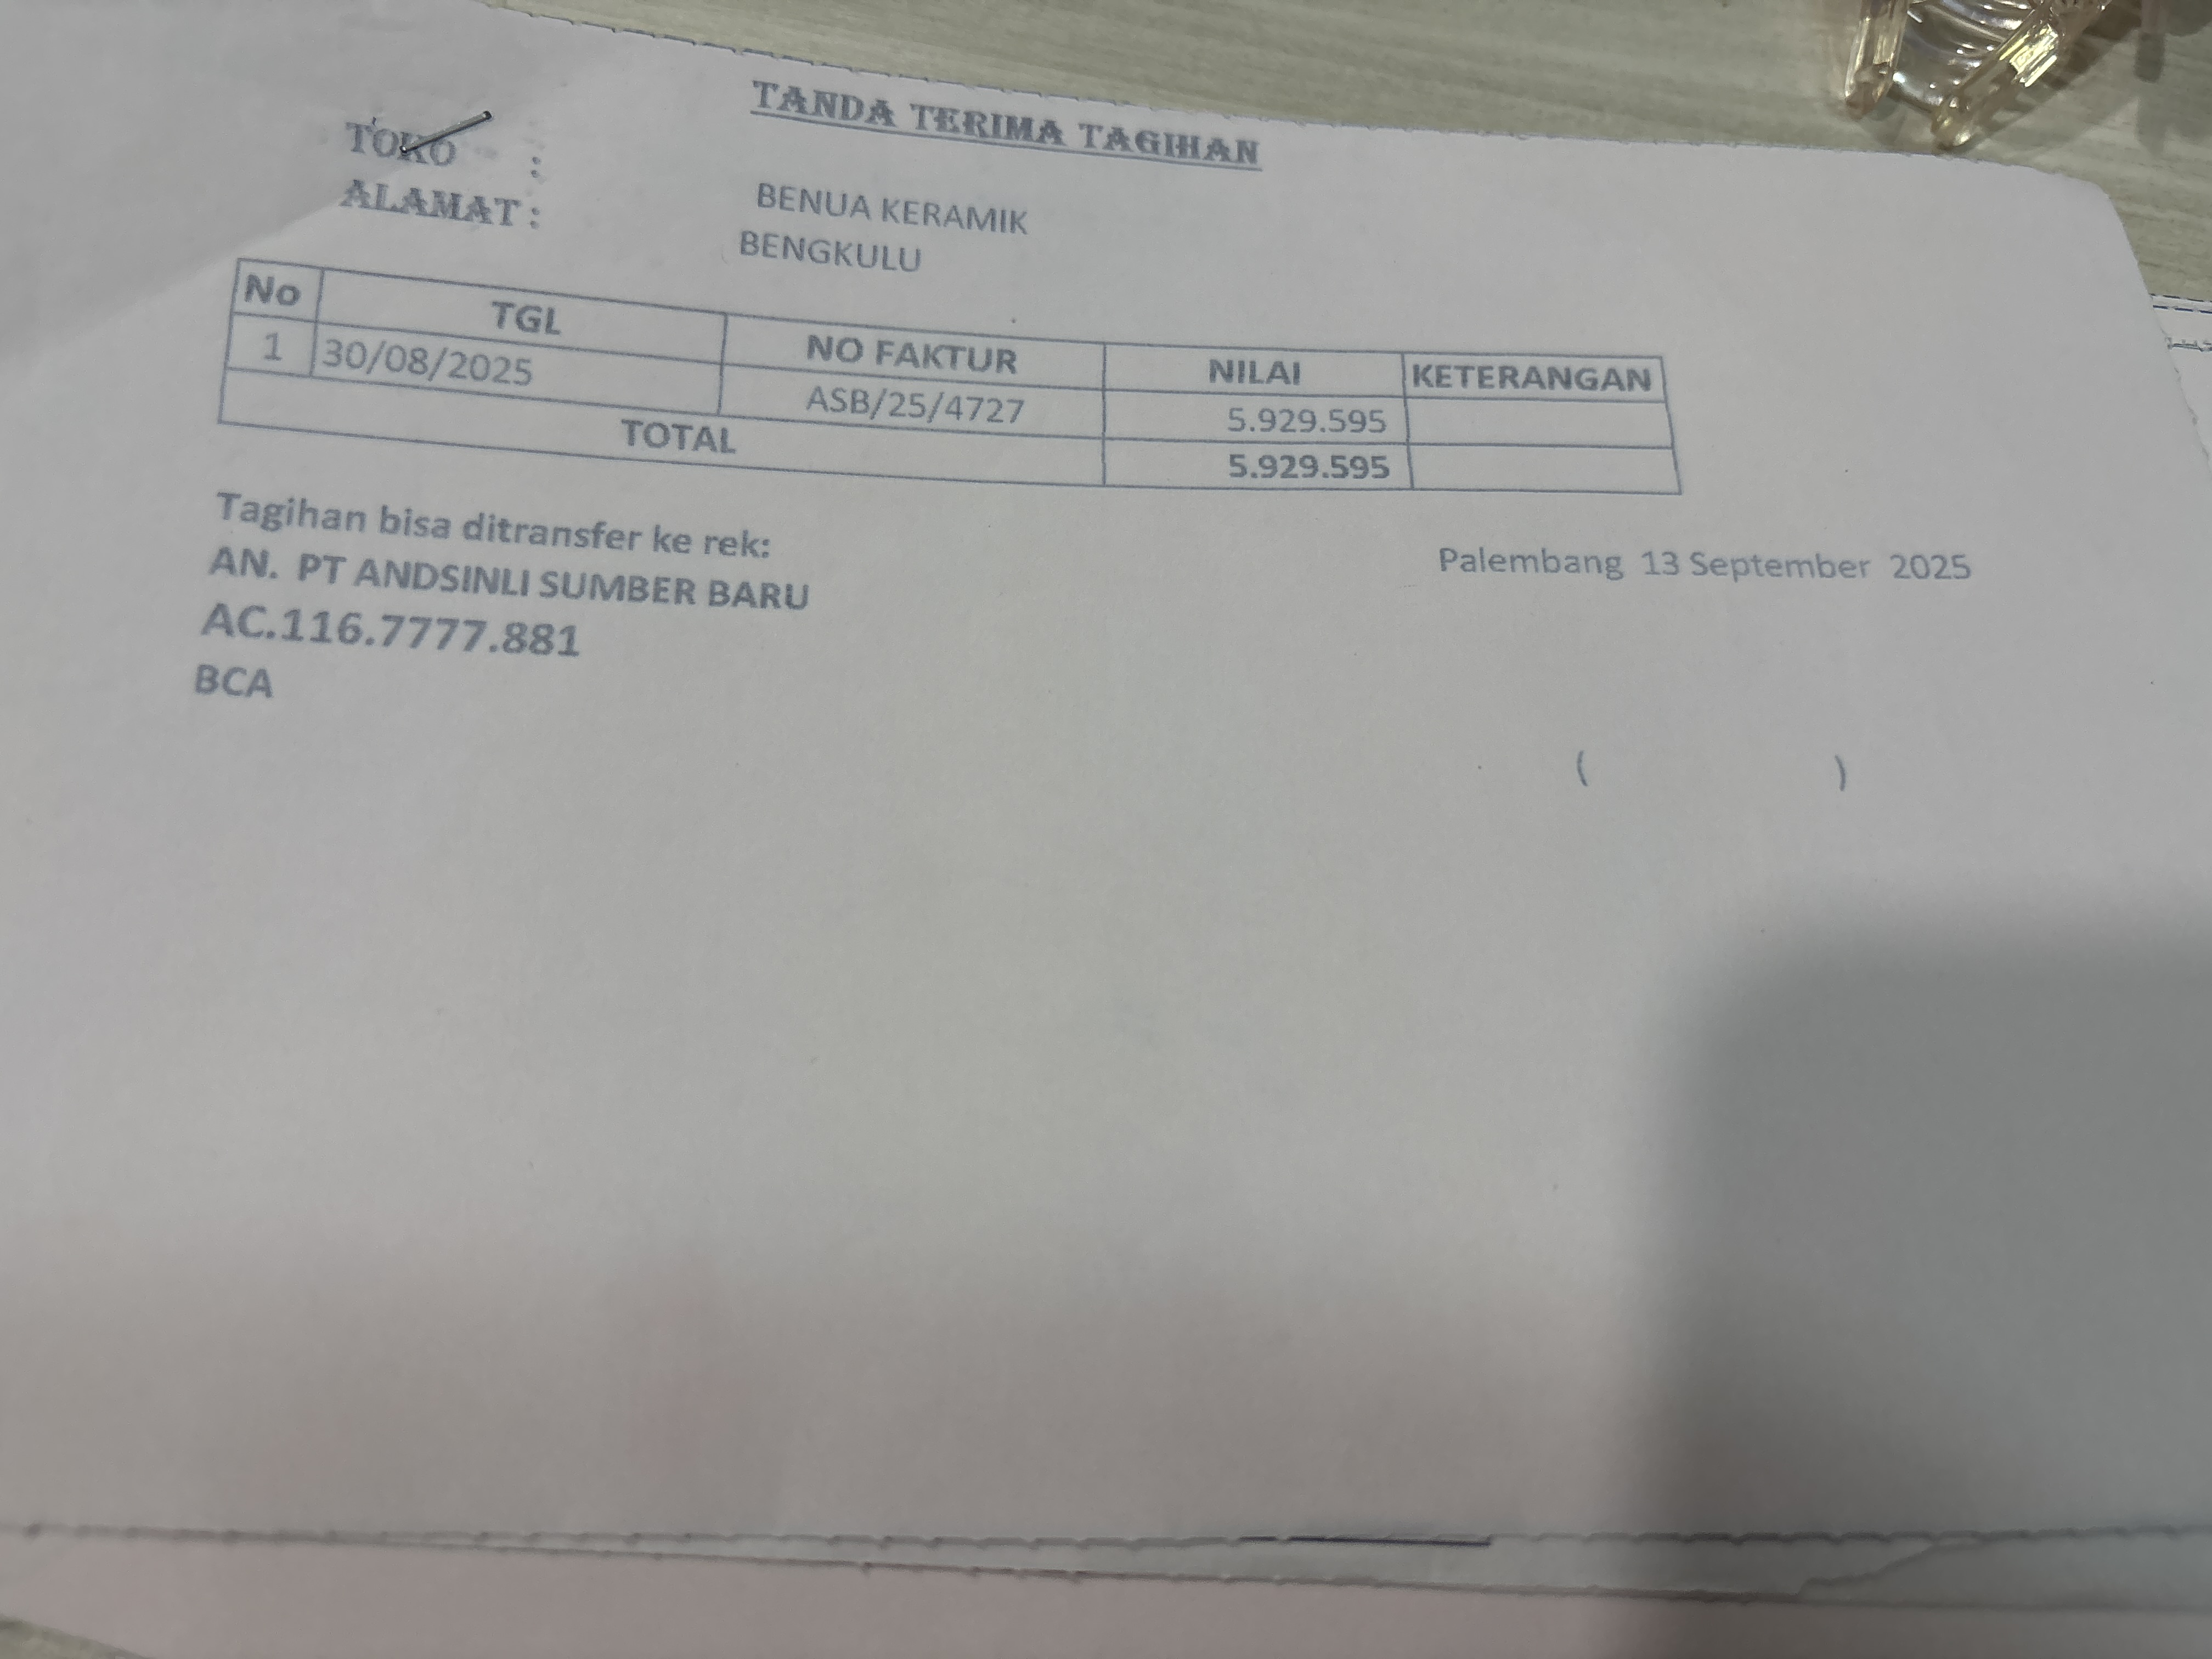 TANDA TERIMA TAGIHAN
TOKO : BENUA KERAMIK
ALAMAT : BENGKULU
No TGL NO FAKTUR NILAI KETERANGAN
1 30/08/2025 ASB/25/4727 5.929.595
TOTAL 5.929.595
Tagihan bisa ditransfer ke rek:
AN. PT ANDSINLI SUMBER BARU
AC.116.7777.881
BCA
Palembang 13 September 2025
( )